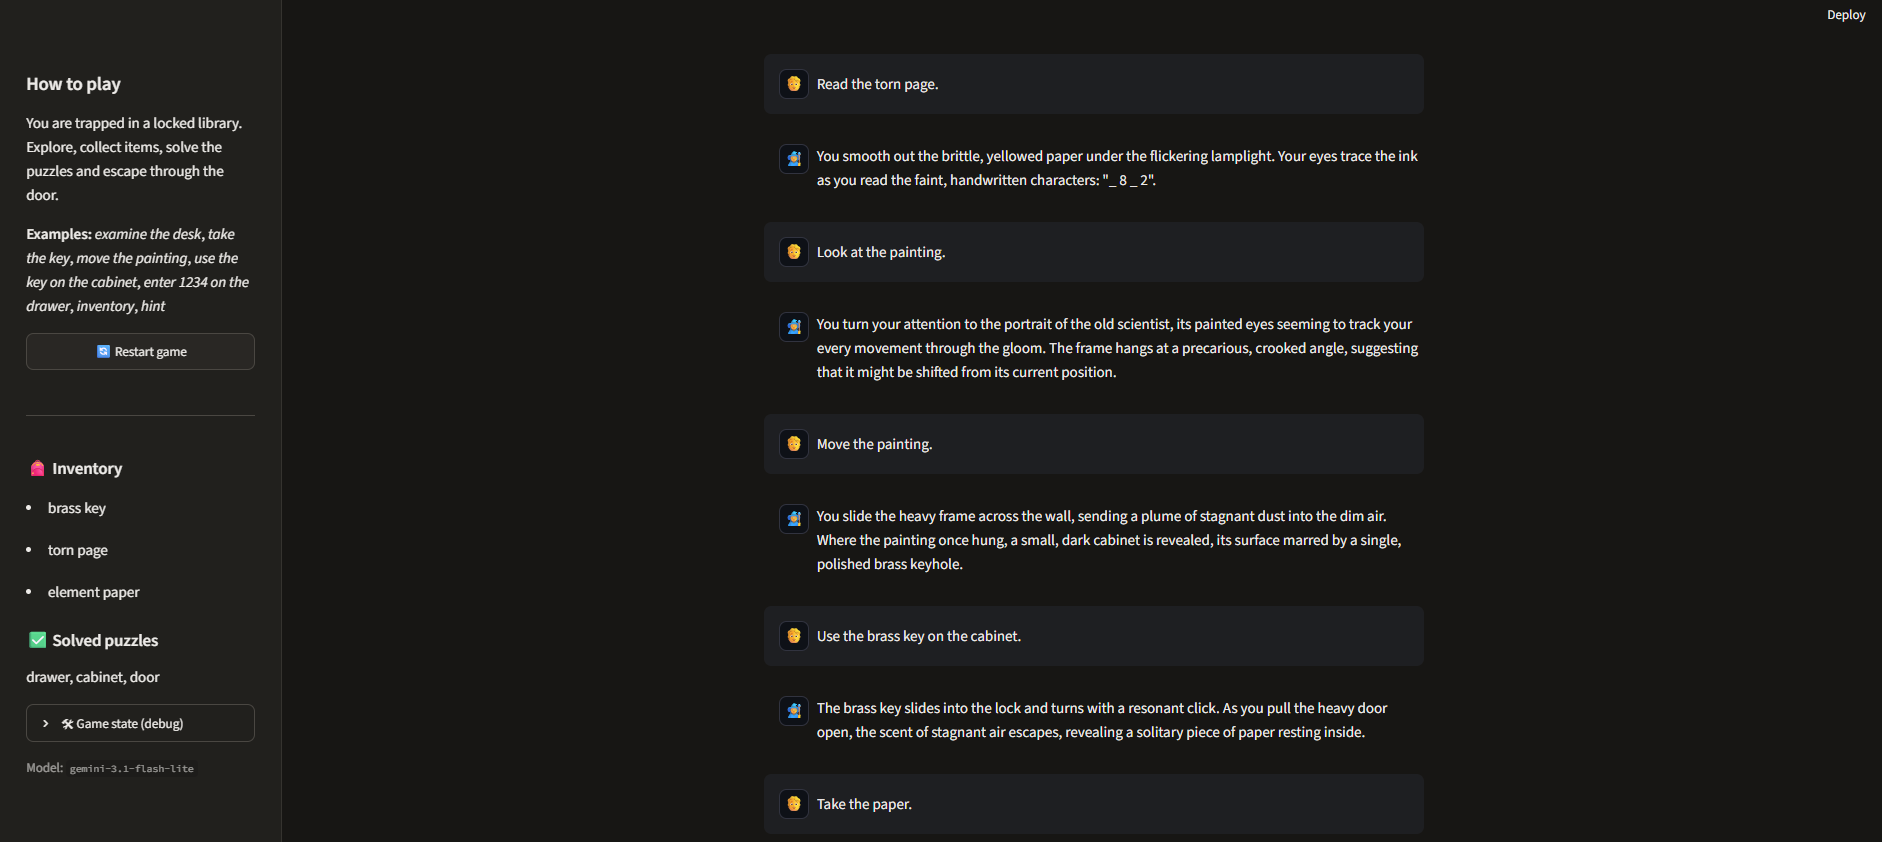 Deploy
How to play
You are trapped in a locked library.
Explore, collect items, solve the
puzzles and escape through the
door.
Examples: examine the desk, take
the key, move the painting, use the
key on the cabinet, enter 1234 on the
drawer, inventory, hint
Restart game
Inventory
brass key
torn page
element paper
Solved puzzles
drawer, cabinet, door
Game state (debug)
Model: gemini-3.1-flash-lite
Read the torn page.
You smooth out the brittle, yellowed paper under the flickering lamplight. Your eyes trace the ink
as you read the faint, handwritten characters: "_ 8 _ 2".
Look at the painting.
You turn your attention to the portrait of the old scientist, its painted eyes seeming to track your
every movement through the gloom. The frame hangs at a precarious, crooked angle, suggesting
that it might be shifted from its current position.
Move the painting.
You slide the heavy frame across the wall, sending a plume of stagnant dust into the dim air.
Where the painting once hung, a small, dark cabinet is revealed, its surface marred by a single,
polished brass keyhole.
Use the brass key on the cabinet.
The brass key slides into the lock and turns with a resonant click. As you pull the heavy door
open, the scent of stagnant air escapes, revealing a solitary piece of paper resting inside.
Take the paper.